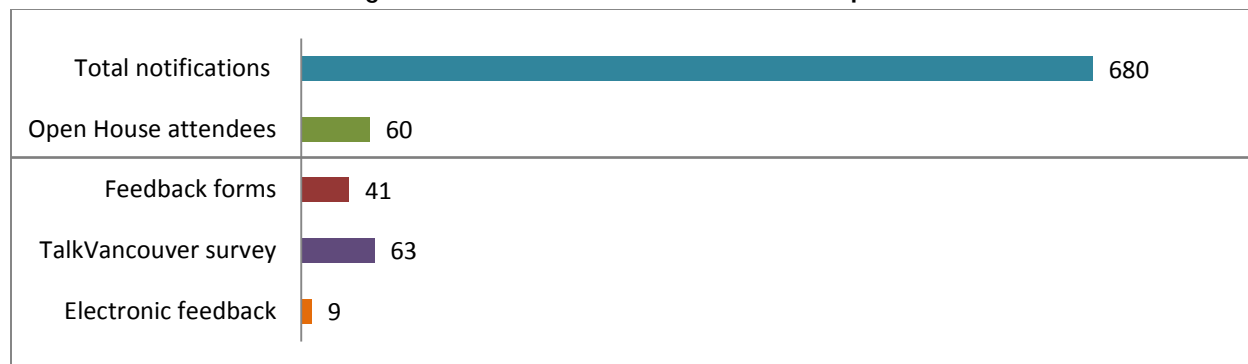 Total notifications 680
Open House attendees 60
Feedback forms 41
TalkVancouver survey 63
Electronic feedback 9